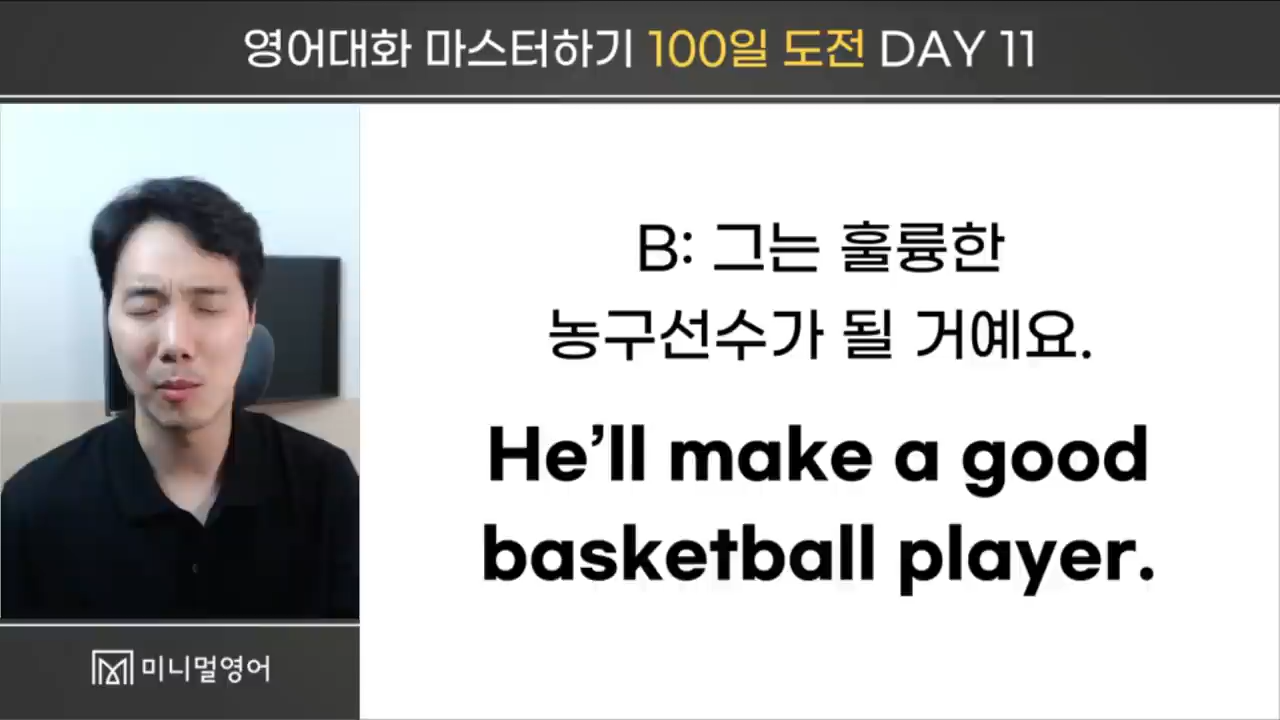 영어대화 마스터하기 100일 도전 DAY 11
B: 그는 훌륭한
농구선수가 될 거예요.
He’ll make a good
basketball player.
미니멀영어